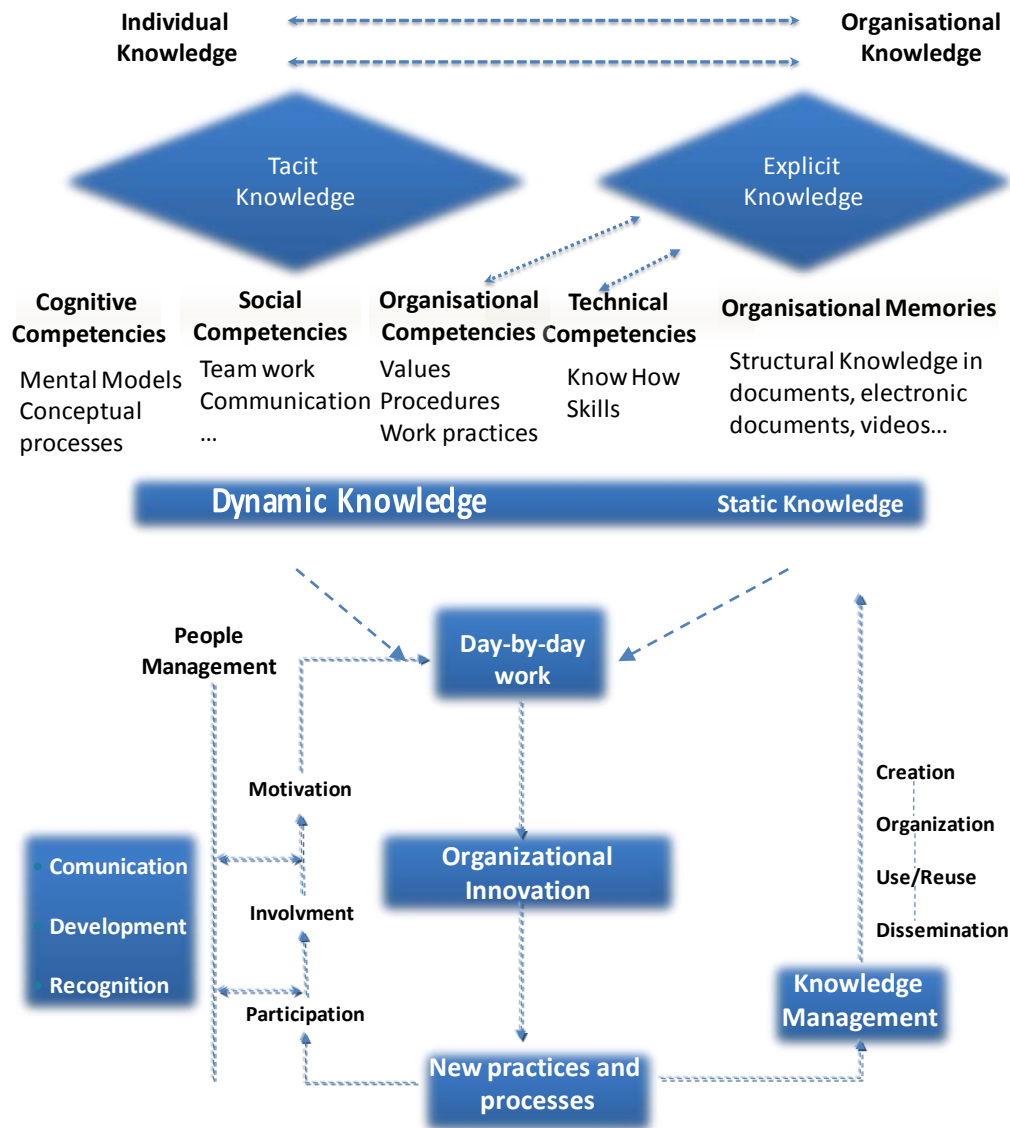 Individual
Knowledge
Organisational
Knowledge
Tacit
Knowledge
Explicit
Knowledge
Cognitive
Competencies
Mental Models
Conceptual
processes
Social
Competencies
Team work
Communication
...
Organisational
Competencies
Values
Procedures
Work practices
Technical
Competencies
Know How
Skills
Organisational Memories
Structural Knowledge in
documents, electronic
documents, videos...
Dynamic Knowledge
Static Knowledge
People
Management
Day-by-day
work
Motivation
Creation
Organization
Use/Reuse
Dissemination
Organizational
Innovation
• Comunication
• Development
• Recognition
Involvment
Participation
Knowledge
Management
New practices and
processes